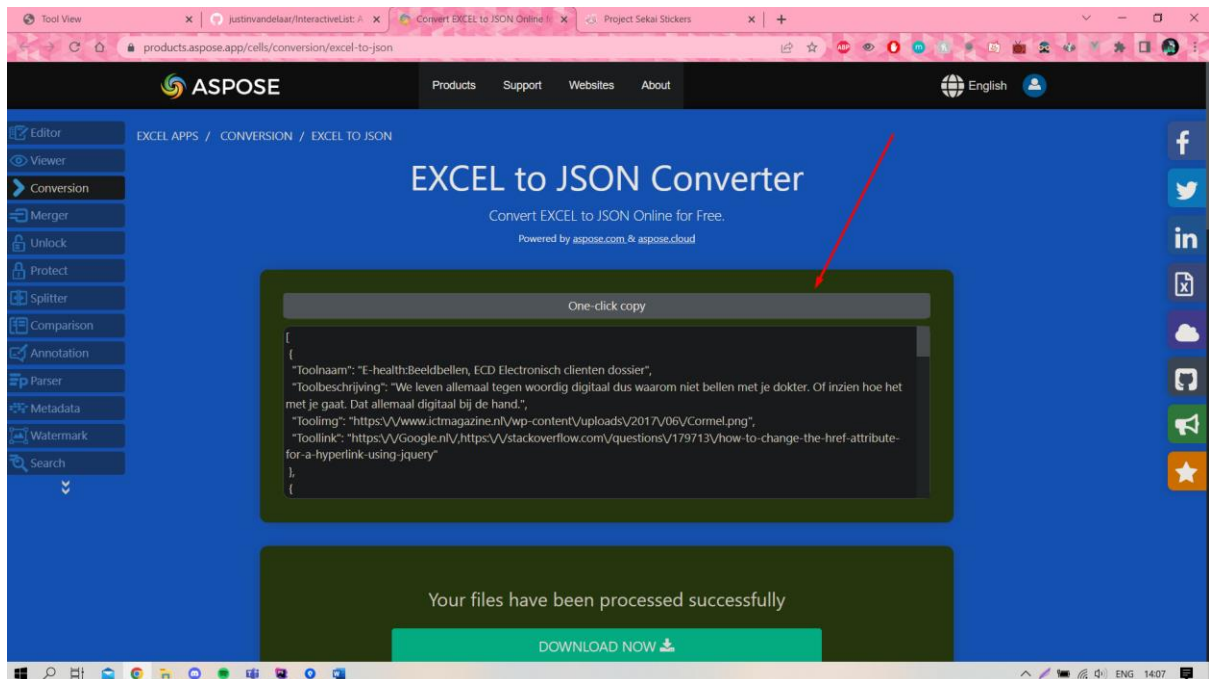 Tool View
justinvandelaar/InteractiveList: A
Convert EXCEL to JSON Online f
Project Sekai Stickers
products.aspose.app/cells/conversion/excel-to-json
ASPOSE
Products
Support
Websites
About
English
Editor
Viewer
Conversion
Merger
Unlock
Protect
Splitter
Comparison
Annotation
Parser
Metadata
Watermark
Search
EXCEL APPS / CONVERSION / EXCEL TO JSON
EXCEL to JSON Converter
Convert EXCEL to JSON Online for Free.
Powered by aspose.com & aspose.cloud
One-click copy
[
{
"Toolnaam": "E-health:Beeldbellen, ECD Electronisch clienten dossier",
"Toolbeschrijving": "We leven allemaal tegen woordig digitaal dus waarom niet bellen met je dokter. Of inzien hoe het
met je gaat. Dat allemaal digitaal bij de hand.",
"Toolimg": "https:\/\/www.ictmagazine.nl\/wp-content\/uploads\/2017\/06\/Cormel.png",
"Toollink": "https:\/\/Google.nl\/,https:\/\/stackoverflow.com\/questions\/179713\/how-to-change-the-href-attribute-
for-a-hyperlink-using-jquery"
},
{
Your files have been processed successfully
DOWNLOAD NOW
ENG 14:07